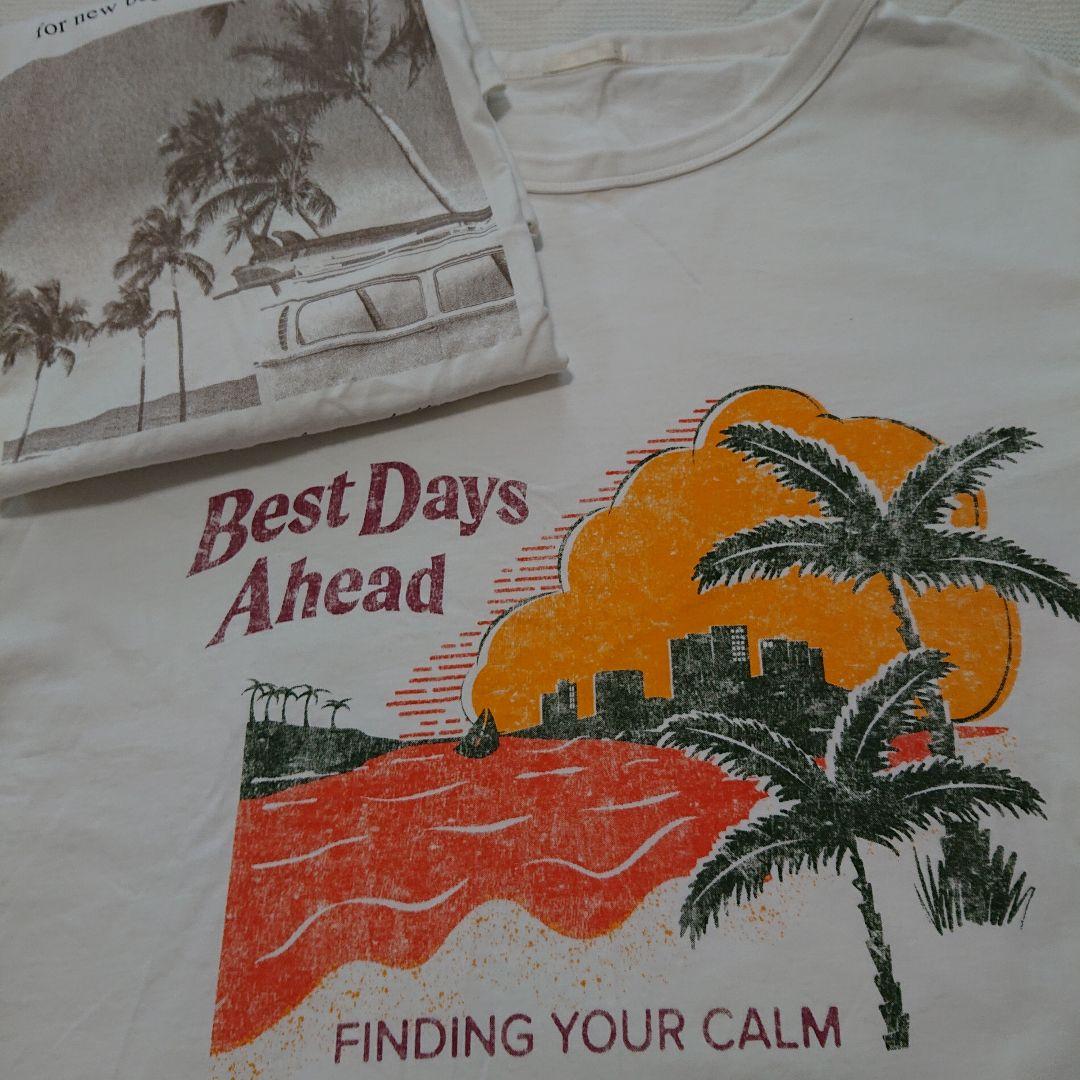 for new
Best Days
Ahead
FINDING YOUR CALM